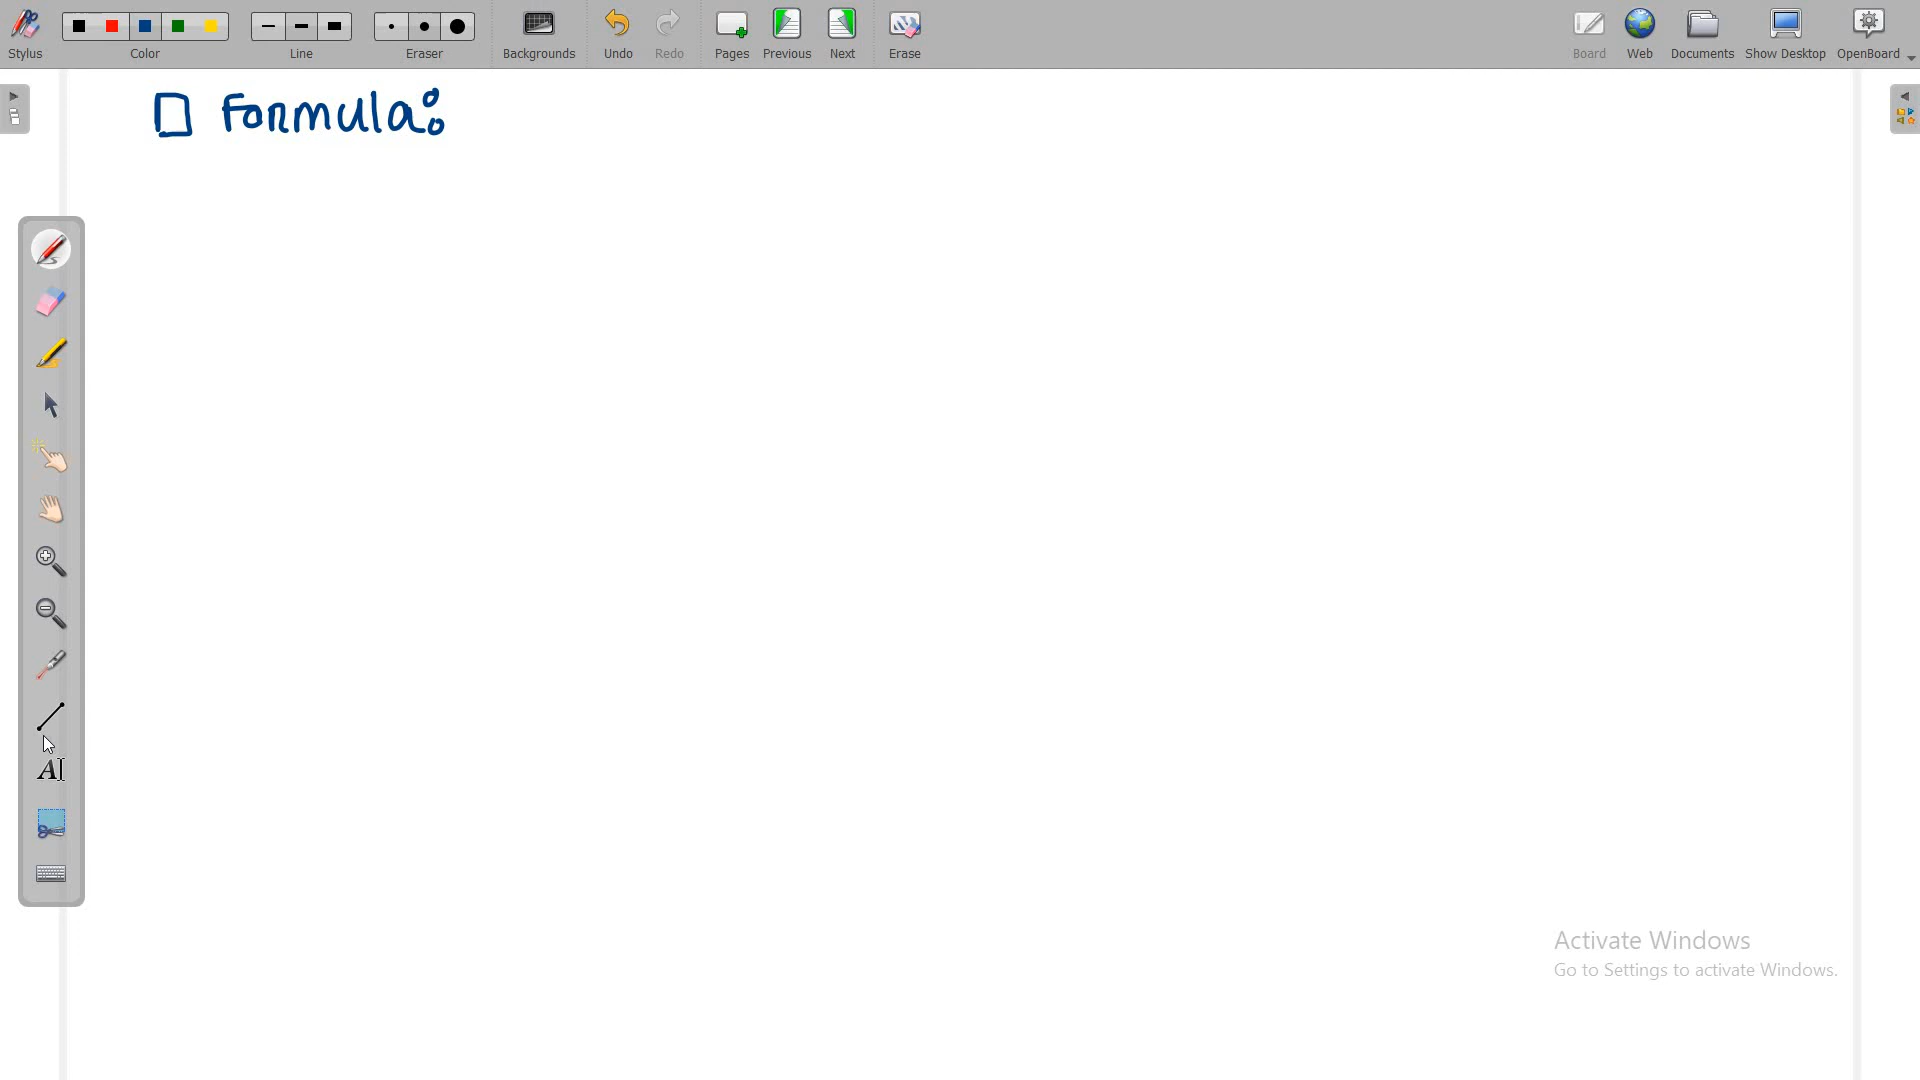 Stylus Color Line Eraser Backgrounds Undo Redo Pages Previous Next Erase Board Web Documents Show Desktop OpenBoard
□ Formula:
AI
Activate Windows
Go to Settings to activate Windows.